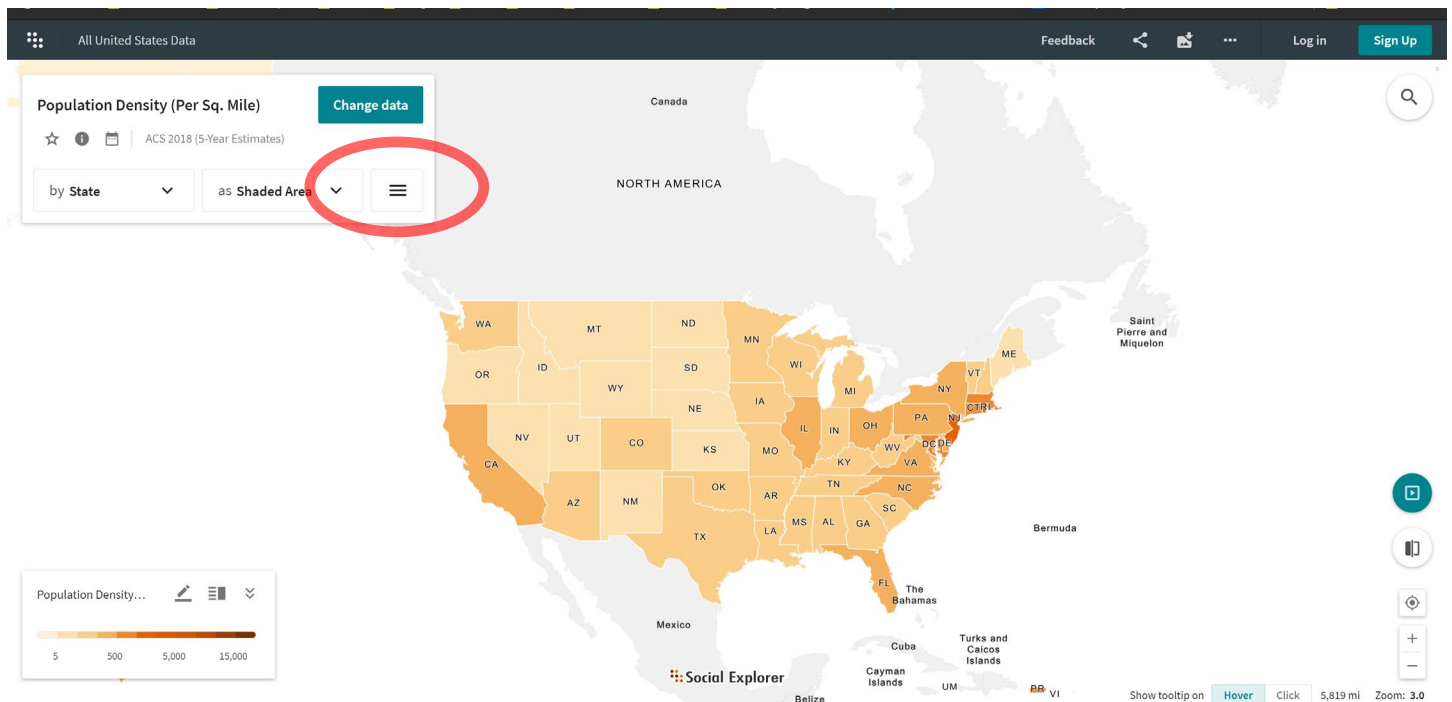 All United States Data
Feedback
Log in
Sign Up
Population Density (Per Sq. Mile)
Change data
ACS 2018 (5-Year Estimates)
by State
as Shaded Area
Canada
NORTH AMERICA
Saint
Pierre and
Miquelon
WA
MT
ND
MN
ME
OR
ID
SD
WI
VT
WY
MI
NY
NE
IA
CT
RI
PA
NJ
NV
UT
CO
IL
IN
OH
KS
MO
WV
DC
DE
CA
KY
VA
AZ
NM
OK
AR
TN
NC
SC
TX
LA
MS
AL
GA
Bermuda
FL
The
Bahamas
Mexico
Cuba
Turks and
Caicos
Islands
Cayman
Islands
UM
PR
VI
Belize
Social Explorer
Population Density...
5
500
5,000
15,000
Show tooltip on
Hover
Click
5,819 mi
Zoom: 3.0